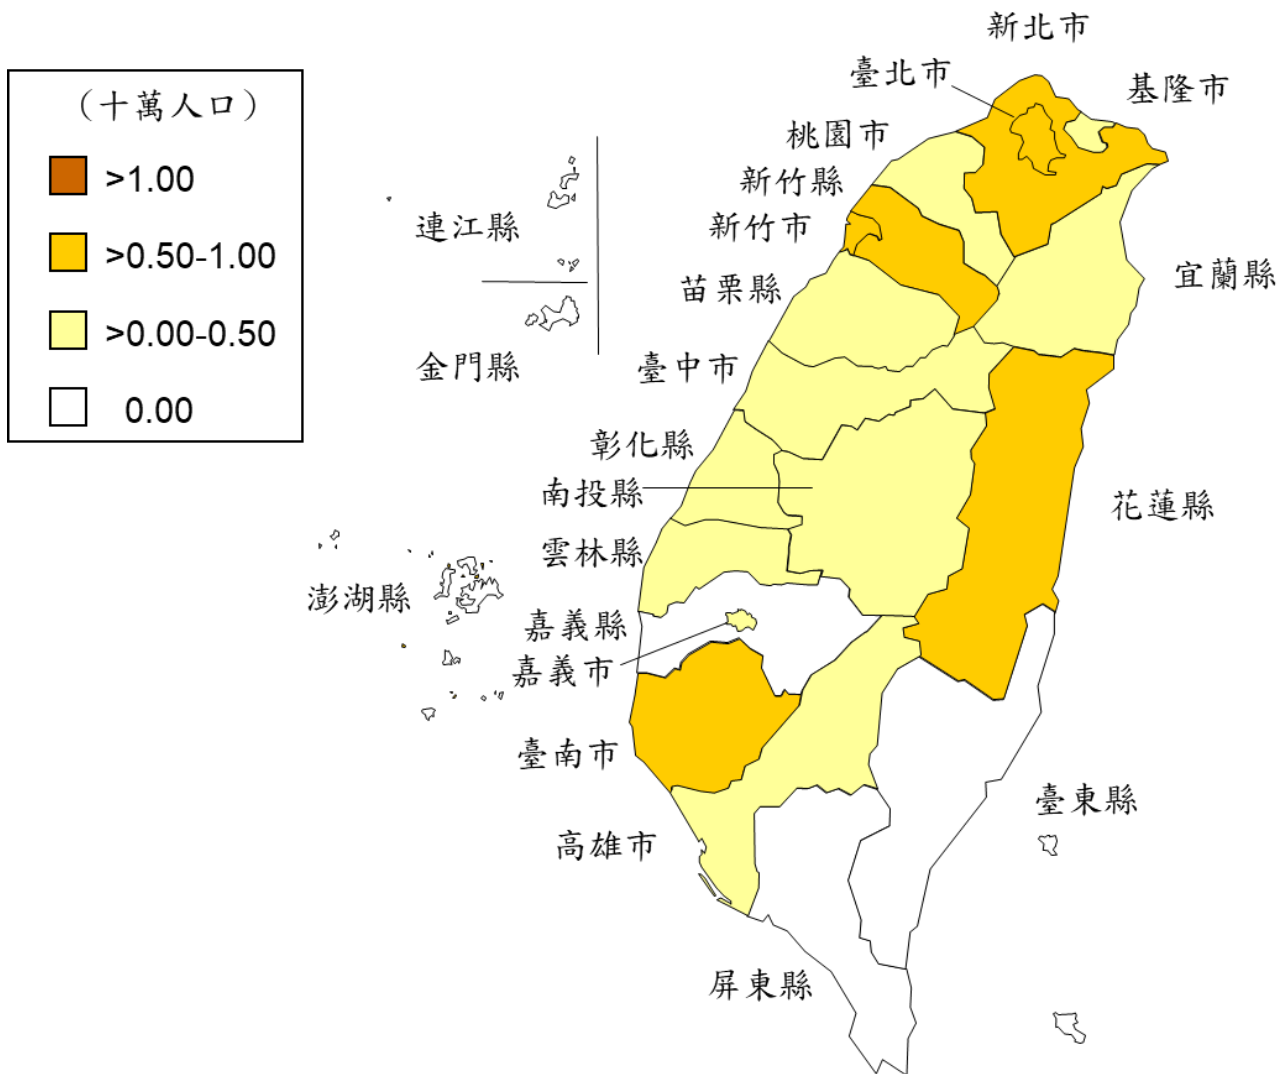 (十萬人口)
>1.00
>0.50-1.00
>0.00-0.50
0.00
新北市
臺北市
基隆市
桃園市
新竹縣
新竹市
連江縣
苗栗縣
宜蘭縣
金門縣
臺中市
彰化縣
南投縣
花蓮縣
雲林縣
澎湖縣
嘉義縣
嘉義市
臺南市
臺東縣
高雄市
屏東縣